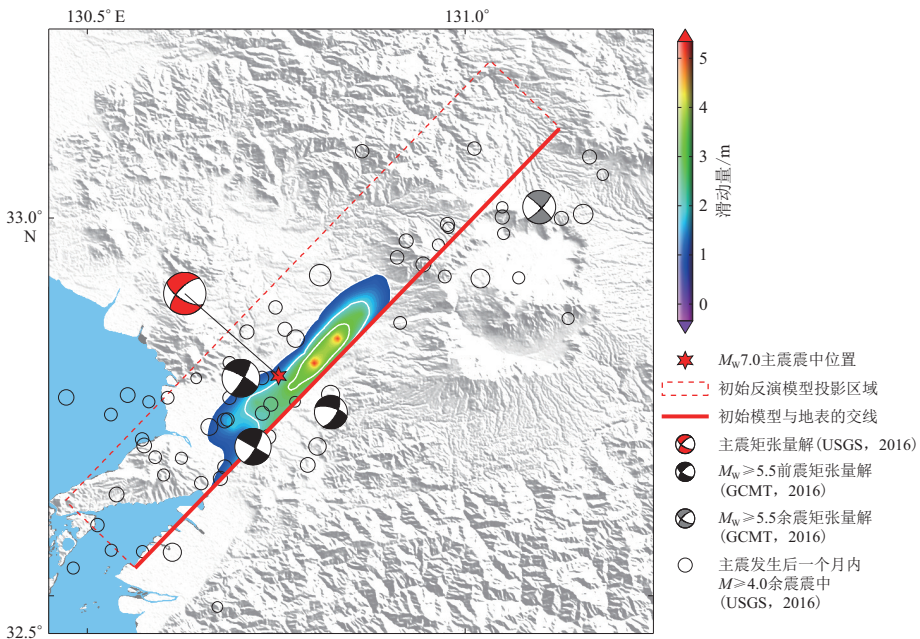 130.5° E
131.0°
33.0°
N
32.5°
5
4
3
2
1
0
滑动量/m
MW7.0主震震中位置
初始反演模型投影区域
初始模型与地表的交线
主震矩张量解(USGS，2016)
MW≥5.5前震矩张量解
(GCMT，2016)
MW≥5.5余震矩张量解
(GCMT，2016)
主震发生后一个月内
M≥4.0余震震中
(USGS，2016)